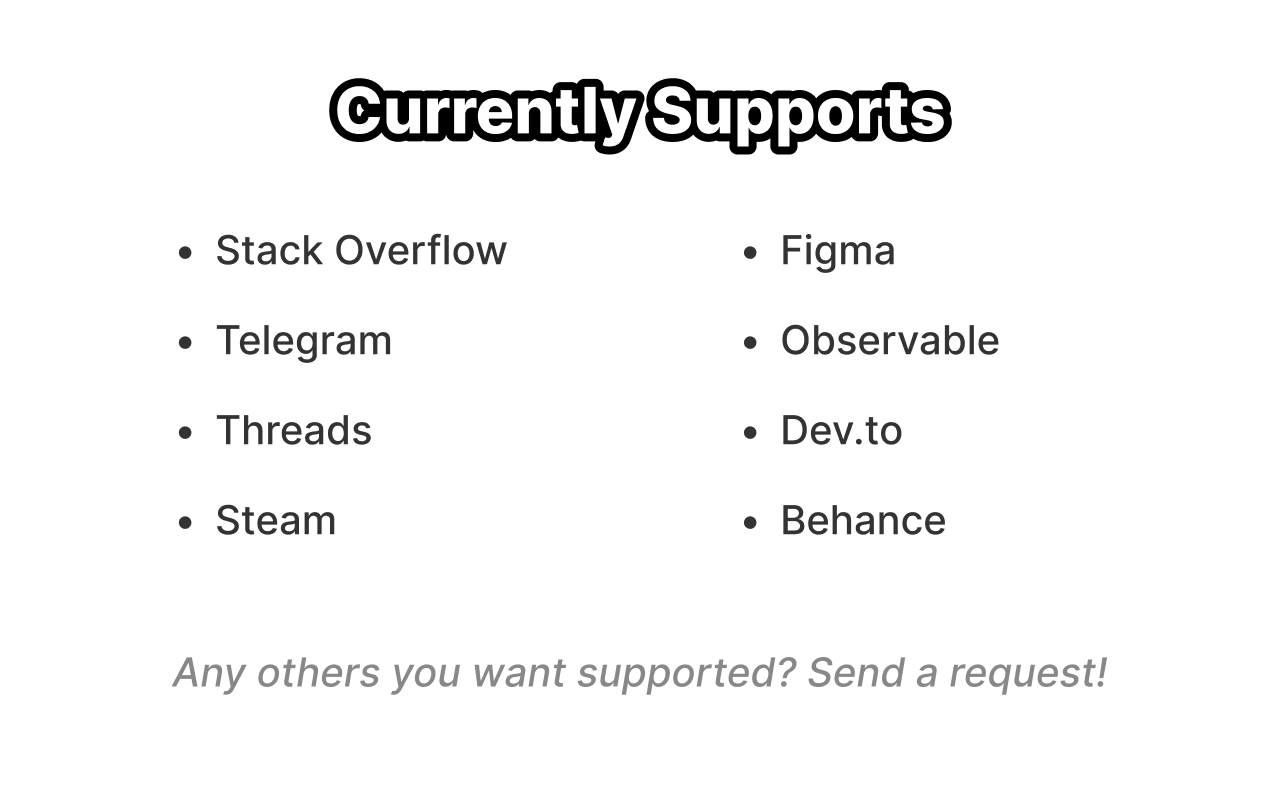 Currently Supports
• Stack Overflow
• Telegram
• Threads
• Steam
• Figma
• Observable
• Dev.to
• Behance
Any others you want supported? Send a request!